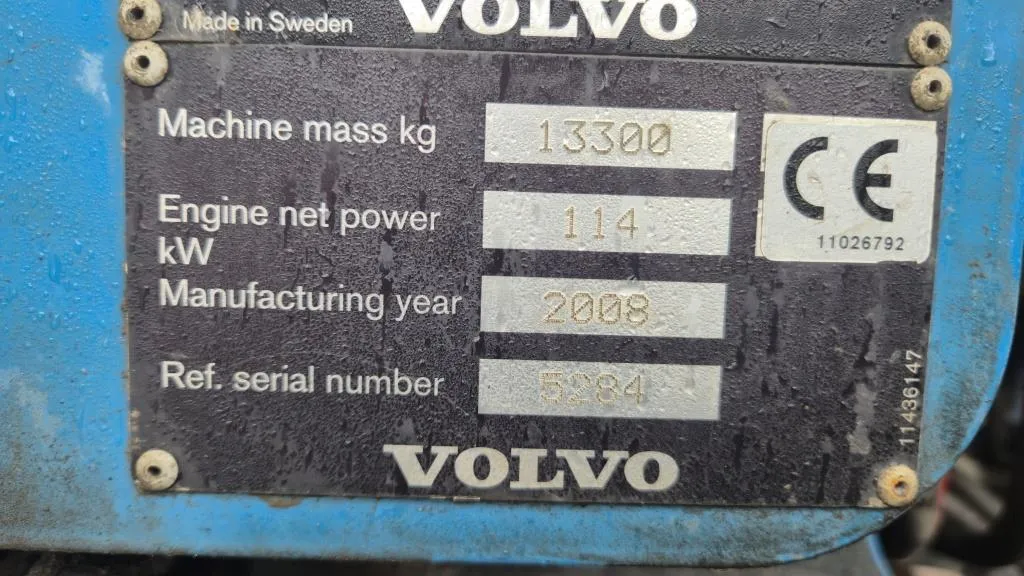 Made in Sweden
VOLVO
Machine mass kg 13300
CE
11026792
Engine net power 114
kW
Manufacturing year 2008
Ref. serial number 5284
11436147
VOLVO